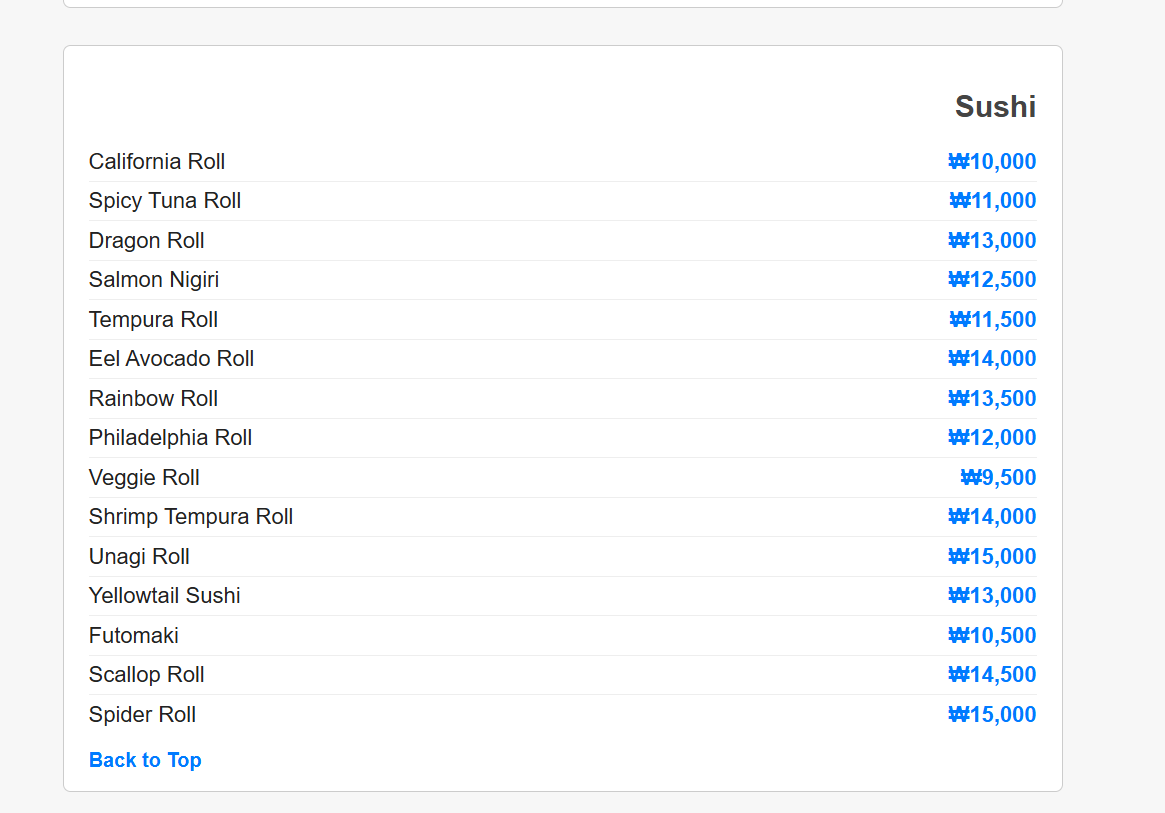 Sushi
California Roll ₩10,000
Spicy Tuna Roll ₩11,000
Dragon Roll ₩13,000
Salmon Nigiri ₩12,500
Tempura Roll ₩11,500
Eel Avocado Roll ₩14,000
Rainbow Roll ₩13,500
Philadelphia Roll ₩12,000
Veggie Roll ₩9,500
Shrimp Tempura Roll ₩14,000
Unagi Roll ₩15,000
Yellowtail Sushi ₩13,000
Futomaki ₩10,500
Scallop Roll ₩14,500
Spider Roll ₩15,000
Back to Top